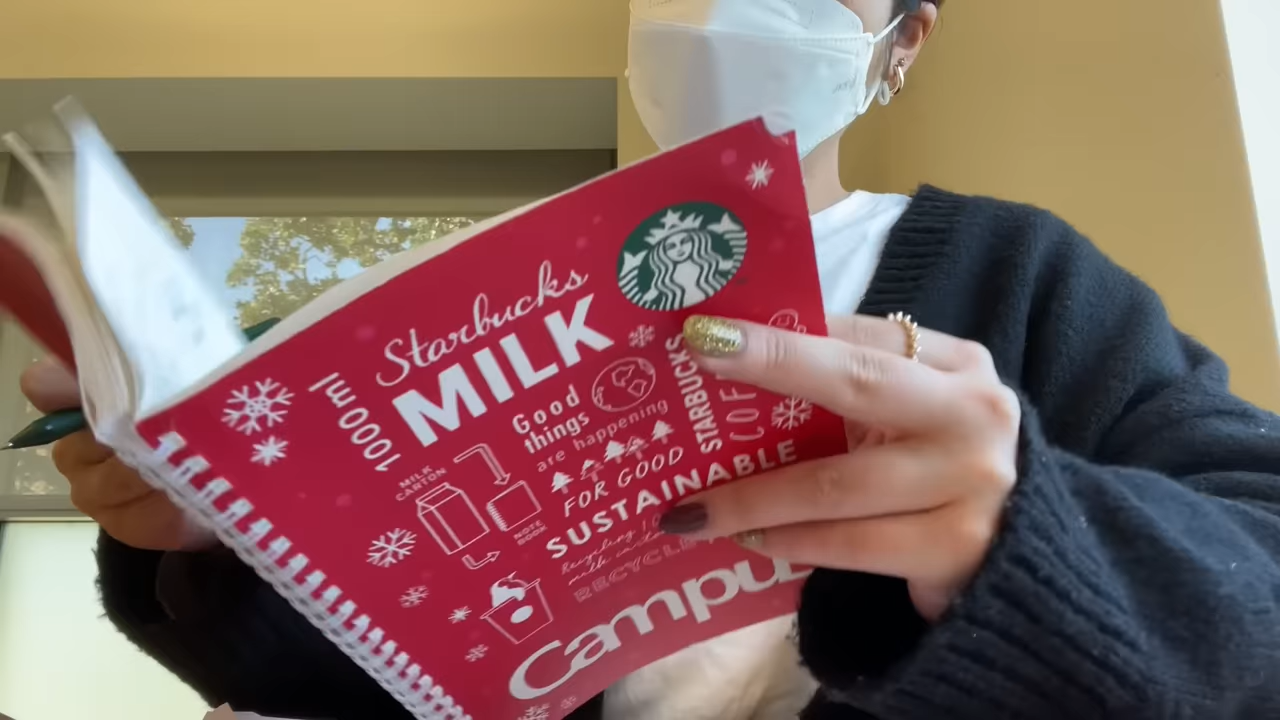 Starbucks
MILK
1000ml
Good
things
are happening
STARBUCKS
MILK
CARTON
NOTE
BOOK
FOR GOOD
SUSTAINABLE
Campus